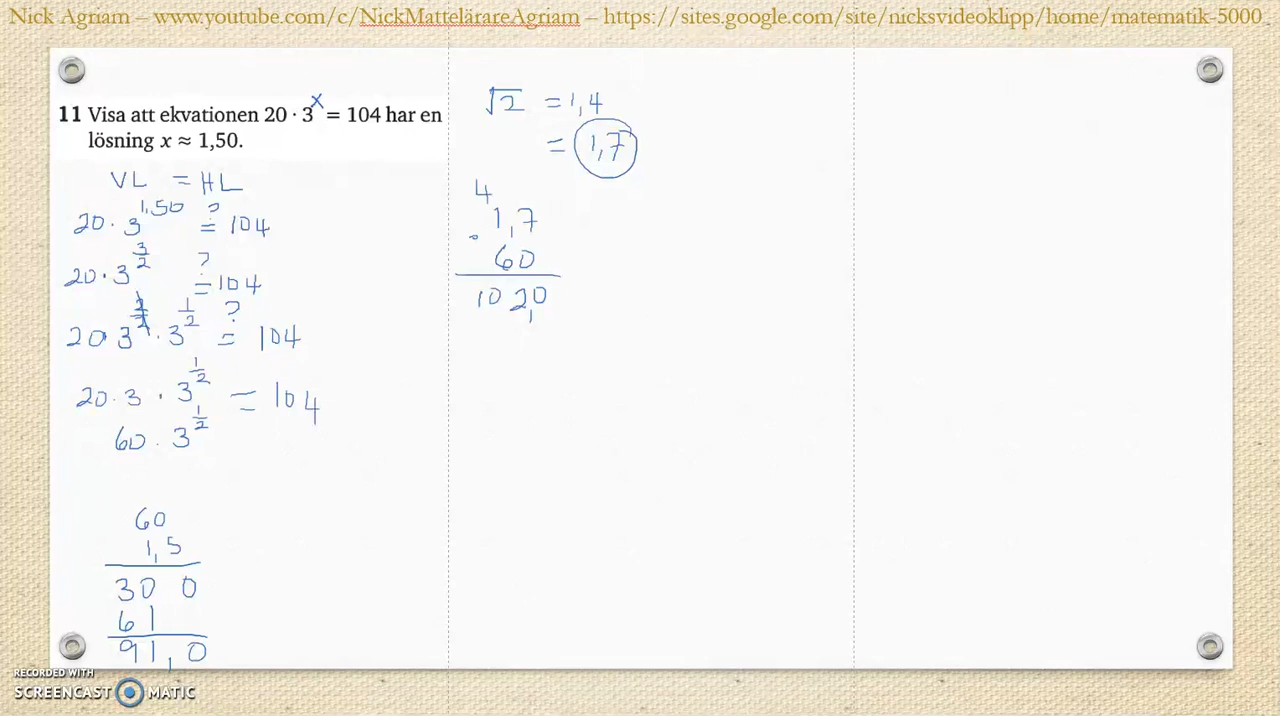 Nick Agriam – www.youtube.com/c/NickMattelärareAgriam – https://sites.google.com/site/nicksvideoklipp/home/matematik-5000
11 Visa att ekvationen 20 · 3^x = 104 har en
lösning x ≈ 1,50.
VL = HL
20 · 3^1,50 ?= 104
20 · 3^3/2 ?= 104
20 · 3 · 3^1/2 ?= 104
20 · 3 · 3^1/2 = 104
60 · 3^1/2
60
1,5
30 0
61
91,0
√2 = 1,4
= 1,7
4
1,7
· 60
102,0
RECORDED WITH
SCREENCAST MATIC